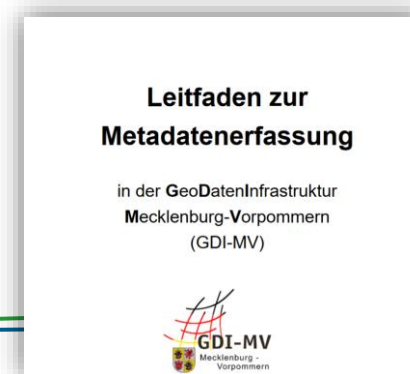 Leitfaden zur
Metadatenerfassung
in der GeoDatenInfrastruktur
Mecklenburg-Vorpommern
(GDI-MV)
GDI-MV
Mecklenburg -
Vorpommern